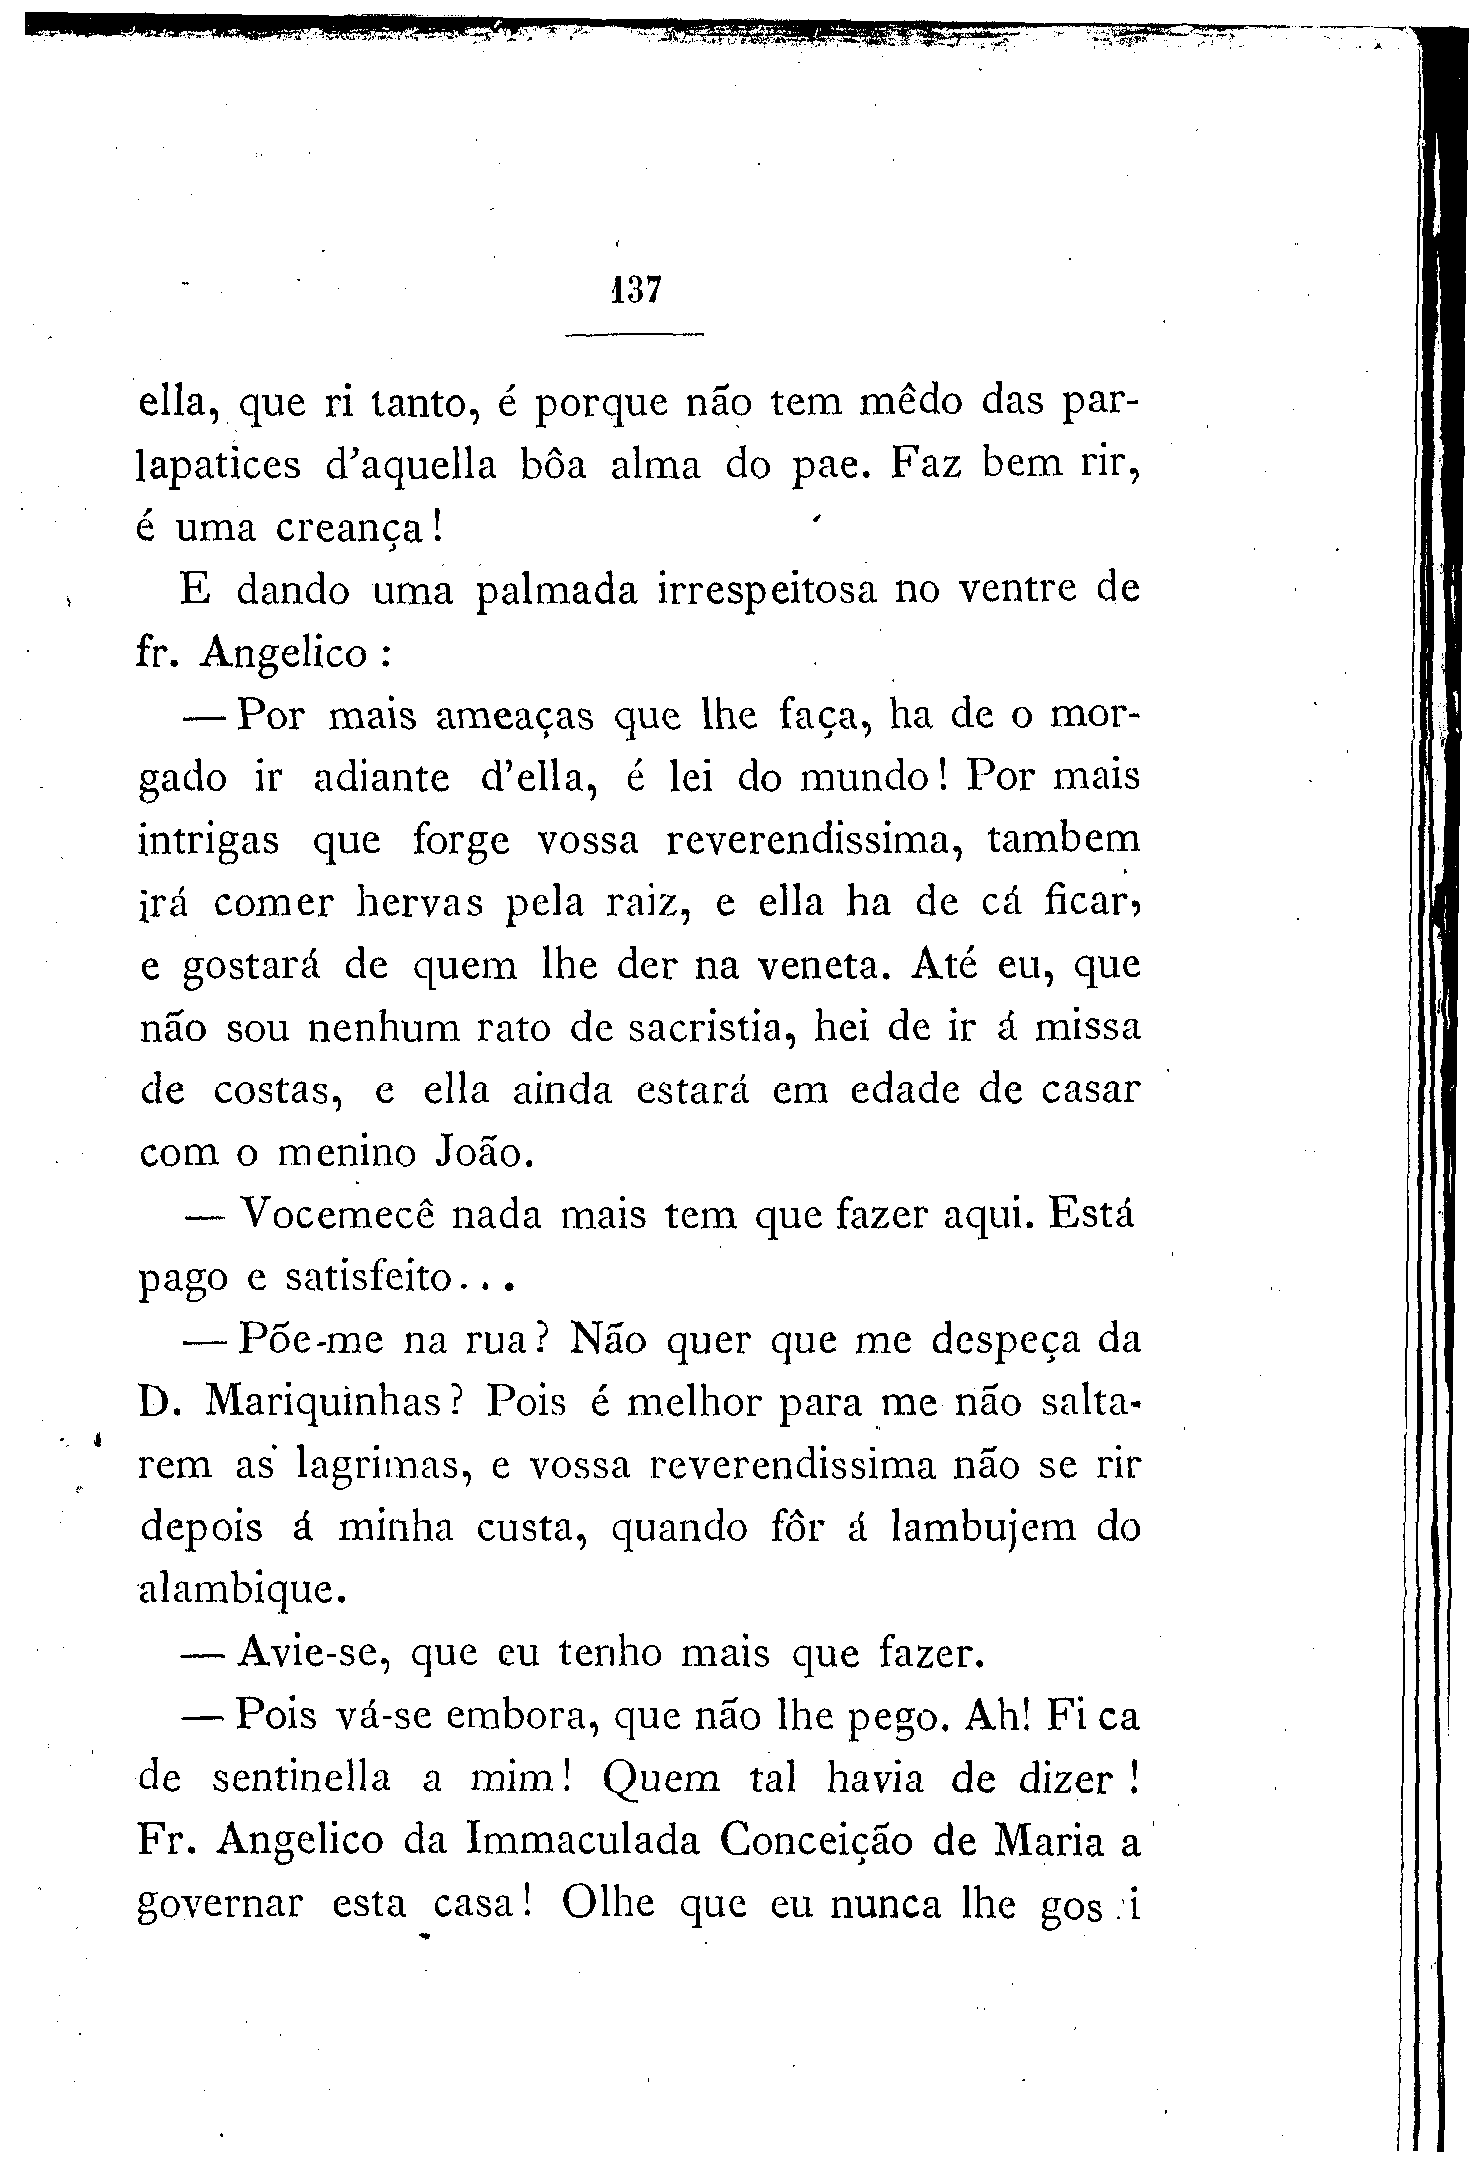 137
ella, que ri tanto, é porque não tem mêdo das par-
lapatices d'aquella bôa alma do pae. Faz bem rir,
é uma creança!
E dando uma palmada irrespeitosa no ventre de
fr. Angelico :
— Por mais ameaças que lhe faça, ha de o mor-
gado ir adiante d'ella, é lei do mundo! Por mais
intrigas que forge vossa reverendissima, tambem
irá comer hervas pela raiz, e ella ha de cá ficar,
e gostará de quem lhe der na veneta. Até eu, que
não sou nenhum rato de sacristia, hei de ir á missa
de costas, e ella ainda estará em edade de casar
com o menino João.
— Vocemecê nada mais tem que fazer aqui. Está
pago e satisfeito...
— Põe-me na rua? Não quer que me despeça da
D. Mariquinhas? Pois é melhor para me não salta-
rem as lagrimas, e vossa reverendissima não se rir
depois á minha custa, quando fôr á lambujem do
alambique.
— Avie-se, que eu tenho mais que fazer.
— Pois vá-se embora, que não lhe pego. Ah! Fica
de sentinella a mim! Quem tal havia de dizer !
Fr. Angelico da Immaculada Conceição de Maria a
governar esta casa! Olhe que eu nunca lhe